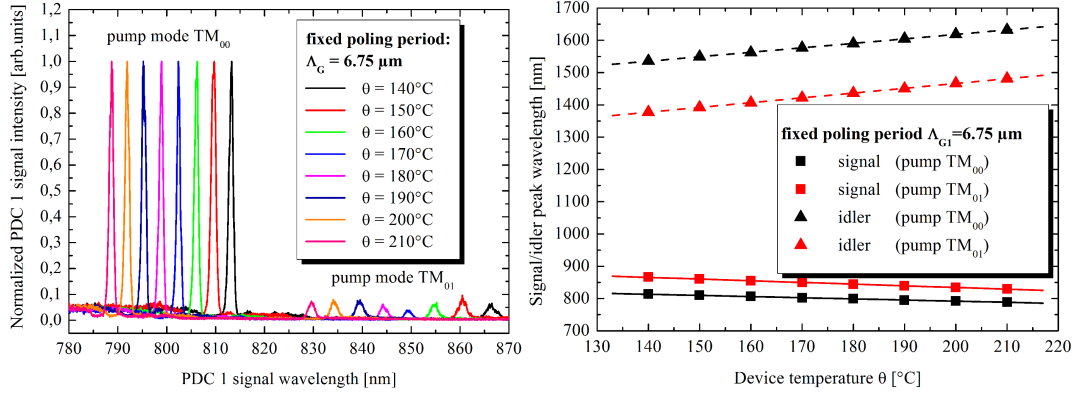 pump mode TM00
fixed poling period:
ΛG = 6.75 µm
θ = 140°C
θ = 150°C
θ = 160°C
θ = 170°C
θ = 180°C
θ = 190°C
θ = 200°C
θ = 210°C
pump mode TM01
Normalized PDC 1 signal intensity [arb.units]
1,2
1,1
1,0
0,9
0,8
0,7
0,6
0,5
0,4
0,3
0,2
0,1
0,0
780 790 800 810 820 830 840 850 860 870
PDC 1 signal wavelength [nm]
Signal/idler peak wavelength [nm]
1700
1600
1500
1400
1300
1200
1100
1000
900
800
700
fixed poling period ΛG1=6.75 µm
signal (pump TM00)
signal (pump TM01)
idler (pump TM00)
idler (pump TM01)
130 140 150 160 170 180 190 200 210 220
Device temperature θ [°C]